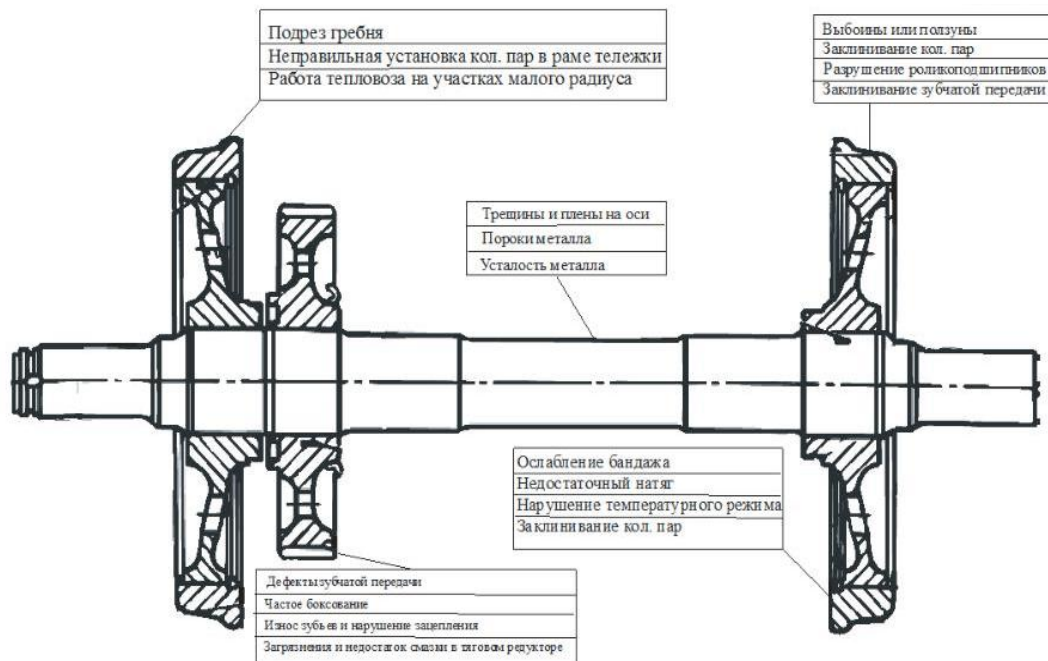 Подрез гребня
Неправильная установка кол. пар в раме тележки
Работа тепловоза на участках малого радиуса
Выбоины или ползуны
Заклинивание кол. пар
Разрушение роликоподшипников
Заклинивание зубчатой передачи
Трещины и плены на оси
Пороки металла
Усталость металла
Ослабление бандажа
Недостаточный натяг
Нарушение температурного режима
Заклинивание кол. пар
Дефекты зубчатой передачи
Частое боксование
Износ зубьев и нарушение зацепления
Загрязнения и недостаток смазки в тяговом редукторе